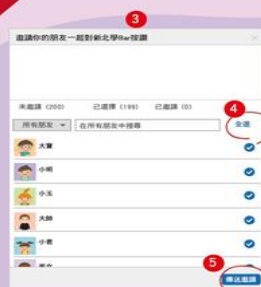 3
邀請你的朋友一起對新北學Bar按讚
未邀請 (200) 已選擇 (199) 已邀請 (0)
4
所有朋友 在所有朋友中搜尋 全選
大寶
小明
小玉
大帥
小君
5
傳送邀請